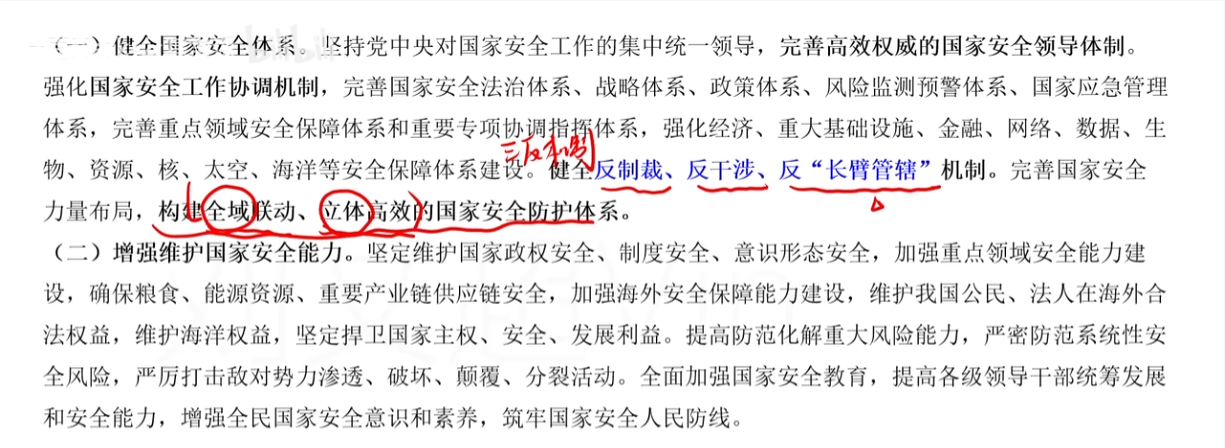 （一）健全国家安全体系。坚持党中央对国家安全工作的集中统一领导，完善高效权威的国家安全领导体制。
强化国家安全工作协调机制，完善国家安全法治体系、战略体系、政策体系、风险监测预警体系、国家应急管理
体系，完善重点领域安全保障体系和重要专项协调指挥体系，强化经济、重大基础设施、金融、网络、数据、生
三反机制
物、资源、核、太空、海洋等安全保障体系建设。健全反制裁、反干涉、反“长臂管辖”机制。完善国家安全
力量布局，构建全域联动、立体高效的国家安全防护体系。
（二）增强维护国家安全能力。坚定维护国家政权安全、制度安全、意识形态安全，加强重点领域安全能力建
设，确保粮食、能源资源、重要产业链供应链安全，加强海外安全保障能力建设，维护我国公民、法人在海外合
法权益，维护海洋权益，坚定捍卫国家主权、安全、发展利益。提高防范化解重大风险能力，严密防范系统性安
全风险，严厉打击敌对势力渗透、破坏、颠覆、分裂活动。全面加强国家安全教育，提高各级领导干部统筹发展
和安全能力，增强全民国家安全意识和素养，筑牢国家安全人民防线。